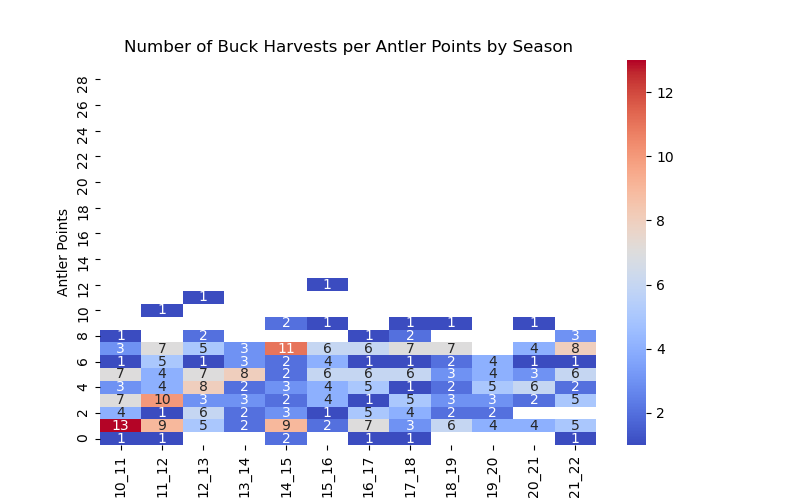 Number of Buck Harvests per Antler Points by Season
Antler Points
28
26
24
22
20
18
16
14
12 1
1
10 1
2 1 1 1 1
8 1 2 1 2 3
3 7 5 3 11 6 6 7 7 4 8
6 1 5 1 3 2 4 1 1 2 4 1 1
7 4 7 8 2 6 6 6 3 4 3 6
4 3 4 8 2 3 4 5 1 2 5 6 2
7 10 3 3 2 4 1 5 3 3 2 5
2 4 1 6 2 3 1 5 4 2 2
13 9 5 2 9 2 7 3 6 4 4 5
0 1 1 2 1 1 1
10_11 11_12 12_13 13_14 14_15 15_16 16_17 17_18 18_19 19_20 20_21 21_22
12
10
8
6
4
2